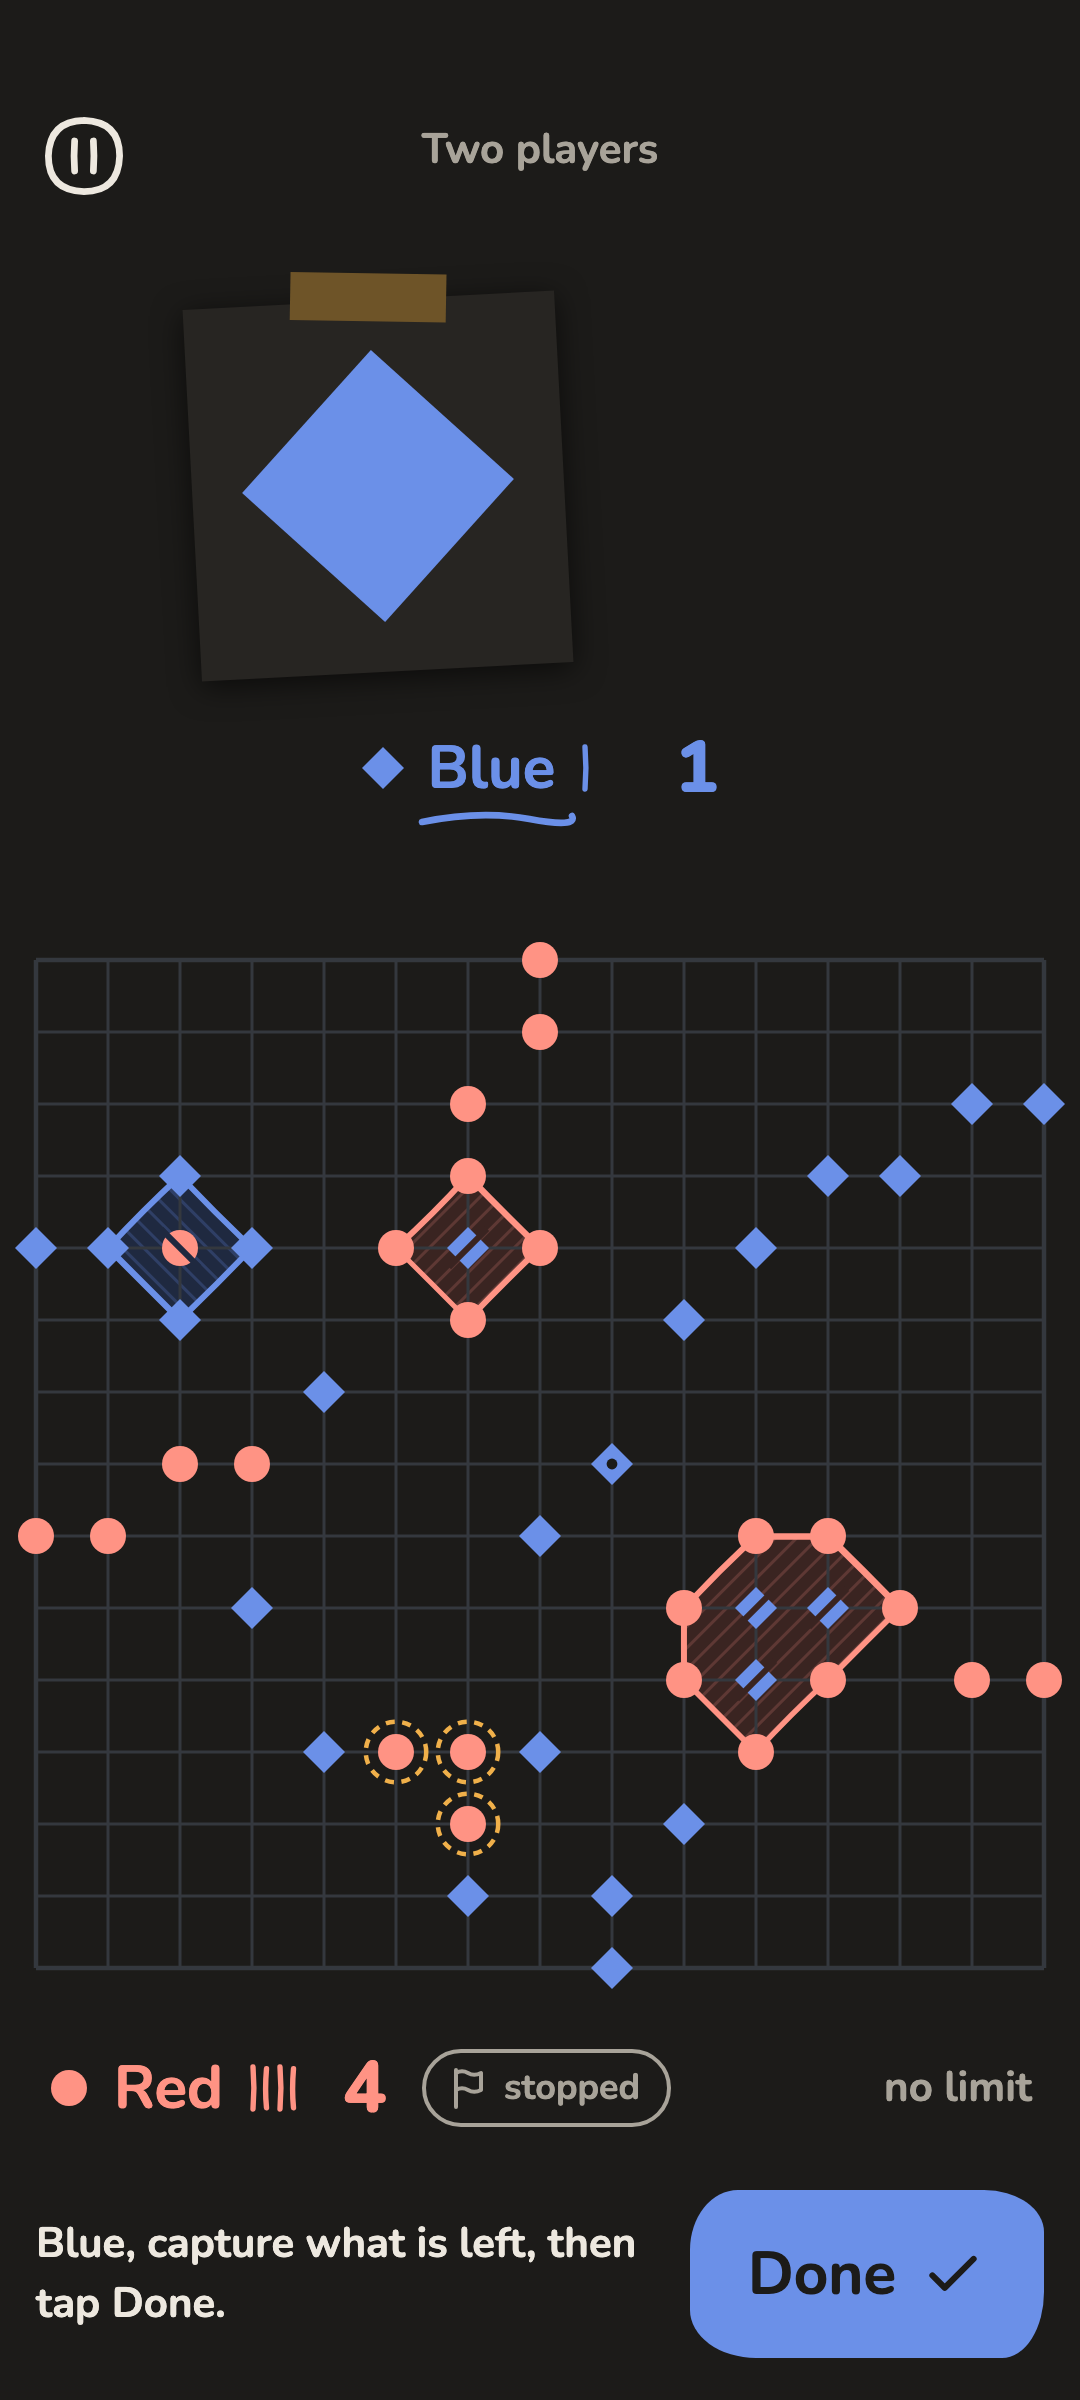 Two players
Blue 1
Red 4 stopped no limit
Blue, capture what is left, then
tap Done.
Done